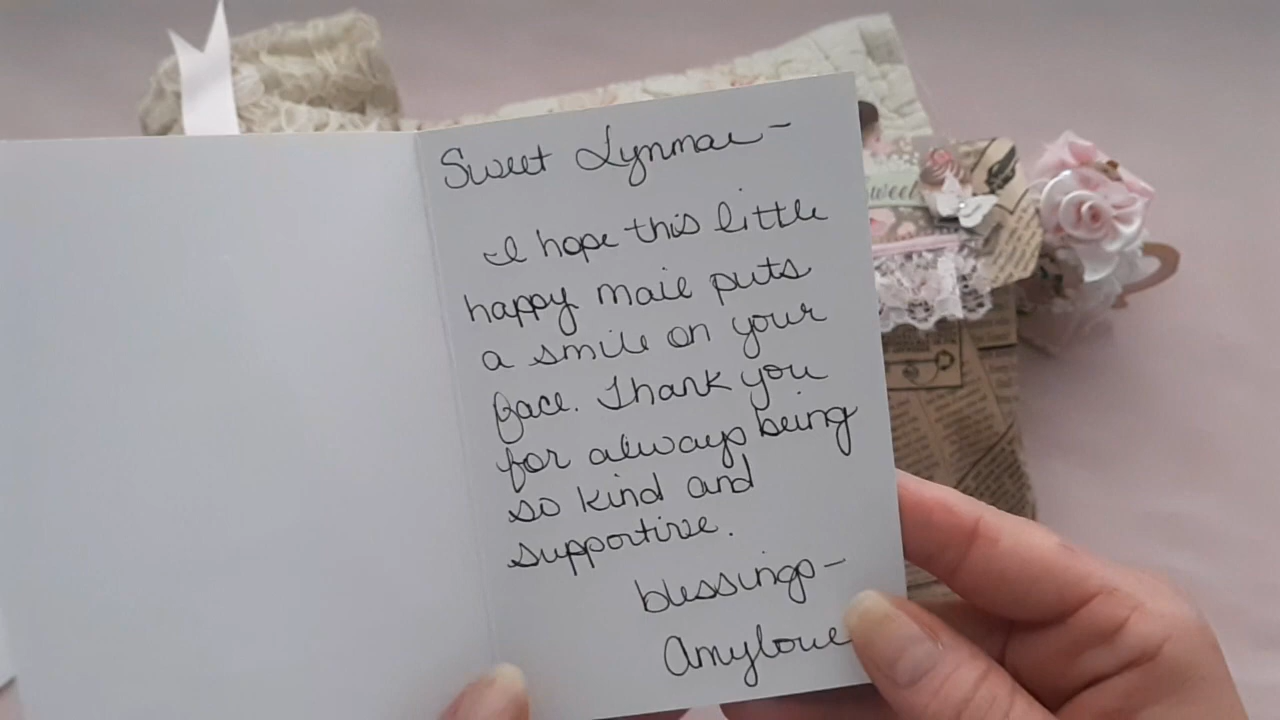 Sweet Lynmae -
I hope this little
happy mail puts
a smile on your
face. Thank you
for always being
so kind and
supportive.
blessings -
Amylove
sweet